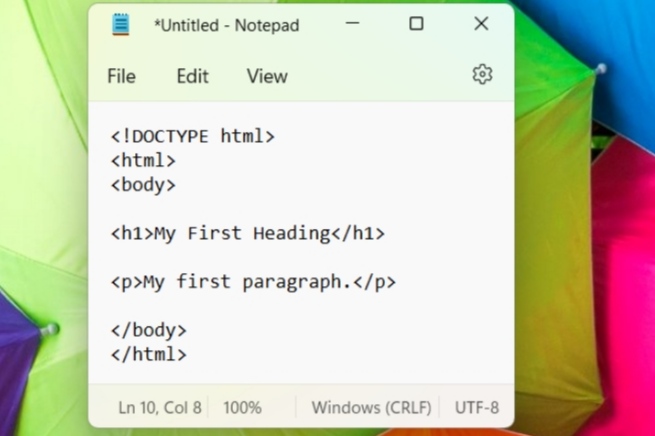 *Untitled - Notepad
File Edit View
<!DOCTYPE html>
<html>
<body>
<h1>My First Heading</h1>
<p>My first paragraph.</p>
</body>
</html>
Ln 10, Col 8 100% Windows (CRLF) UTF-8